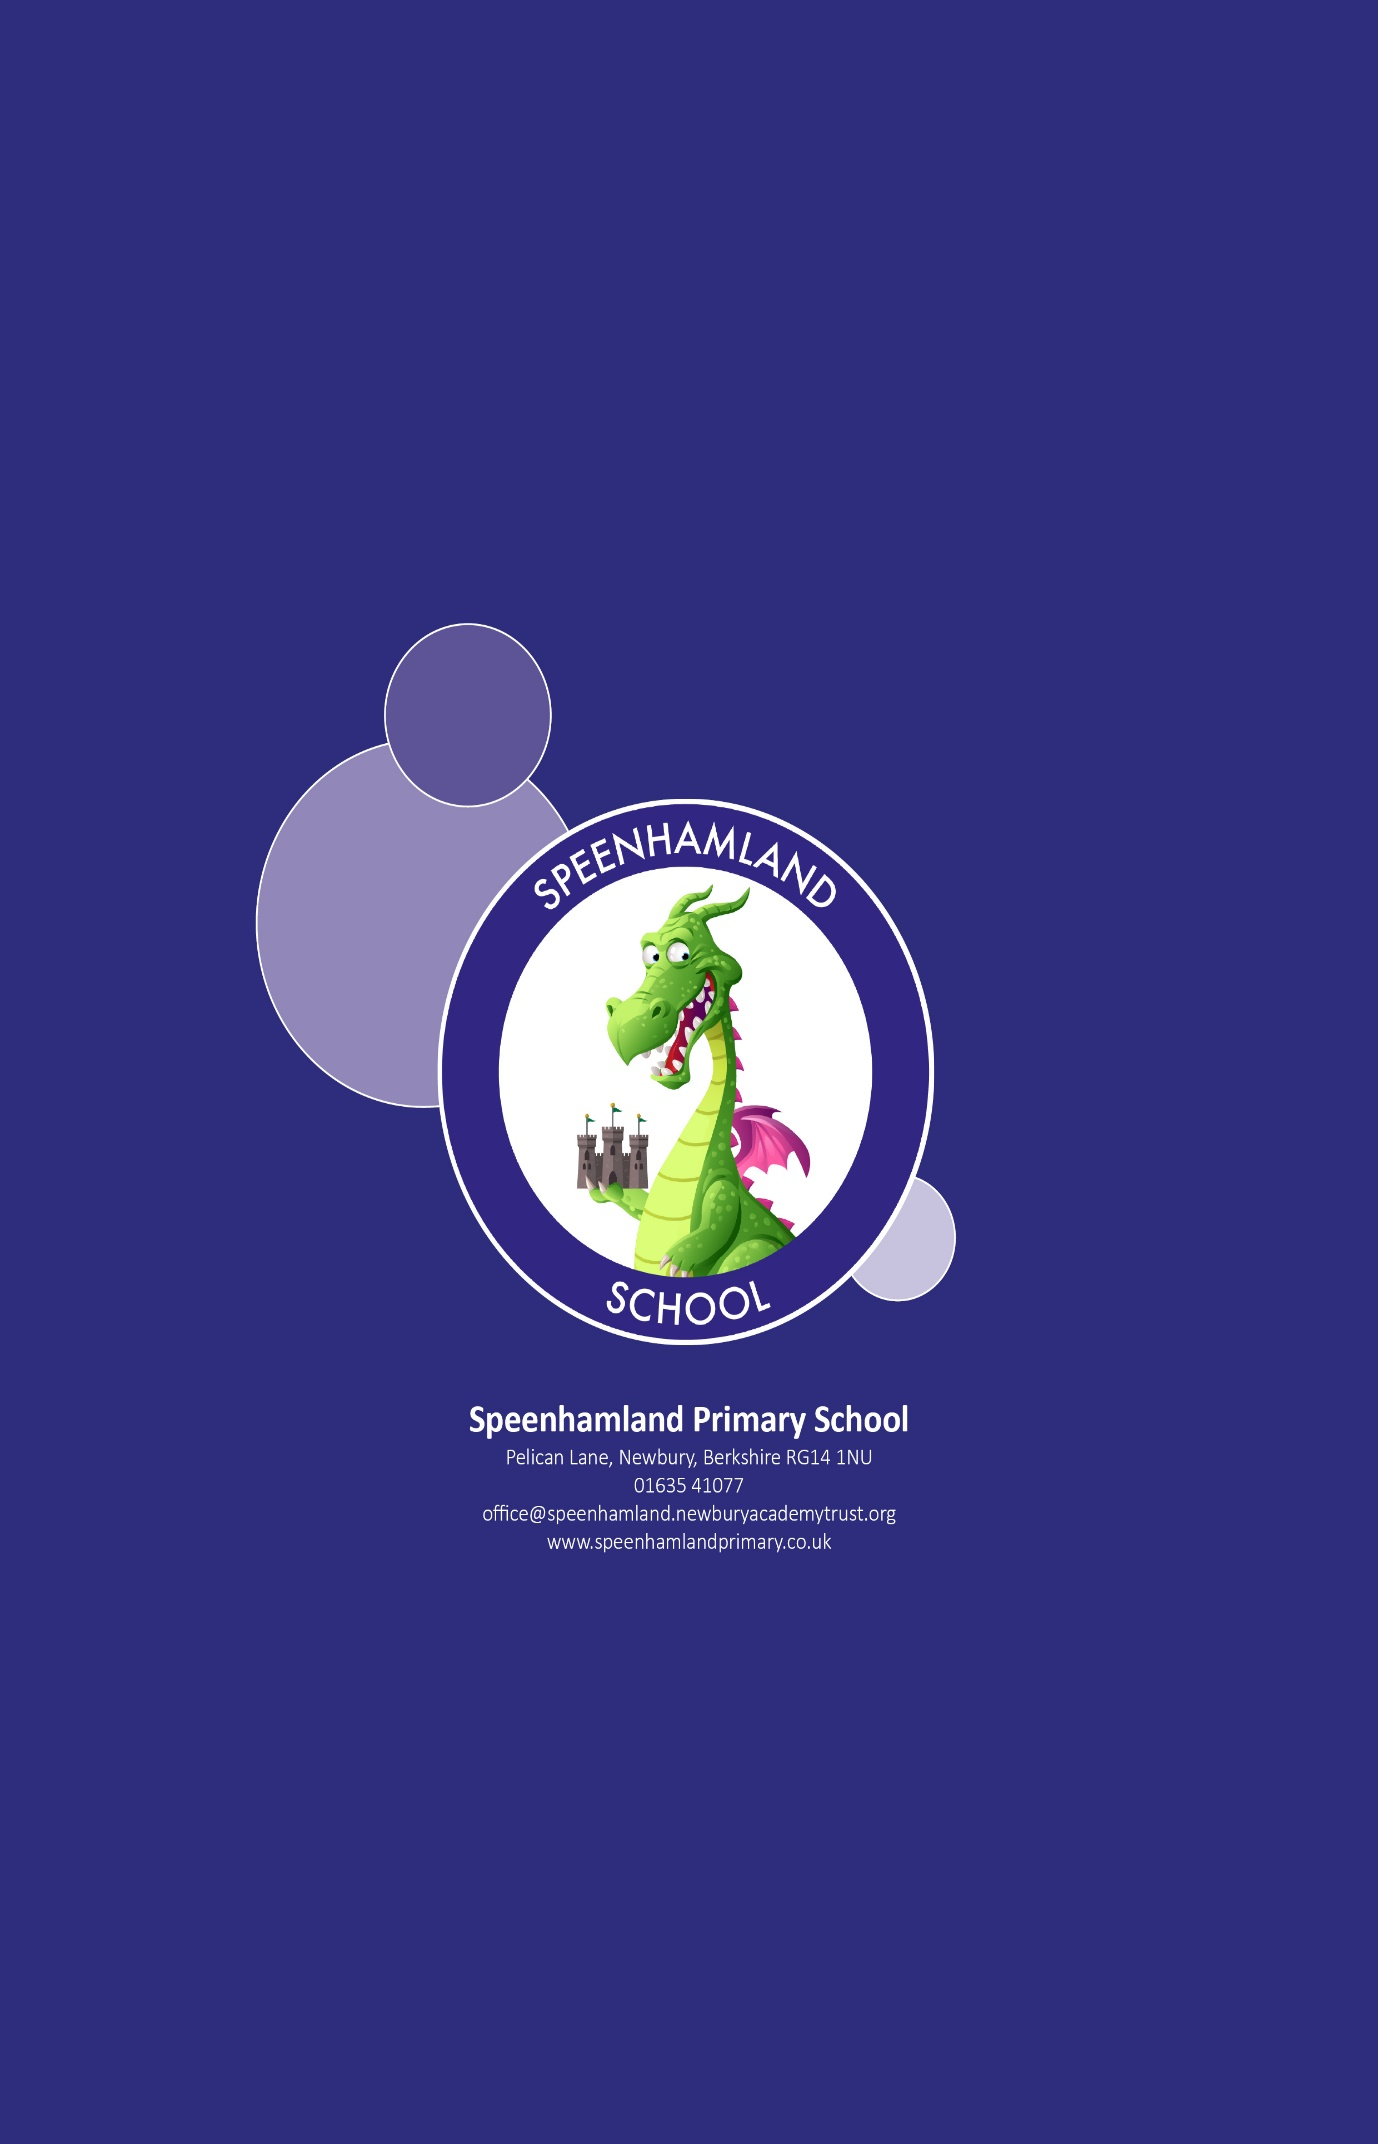 SPEENHAMLAND
SCHOOL
Speenhamland Primary School
Pelican Lane, Newbury, Berkshire RG14 1NU
01635 41077
office@speenhamland.newburyacademytrust.org
www.speenhamlandprimary.co.uk